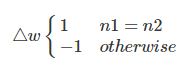 △w { 1 n1 = n2
−1 otherwise